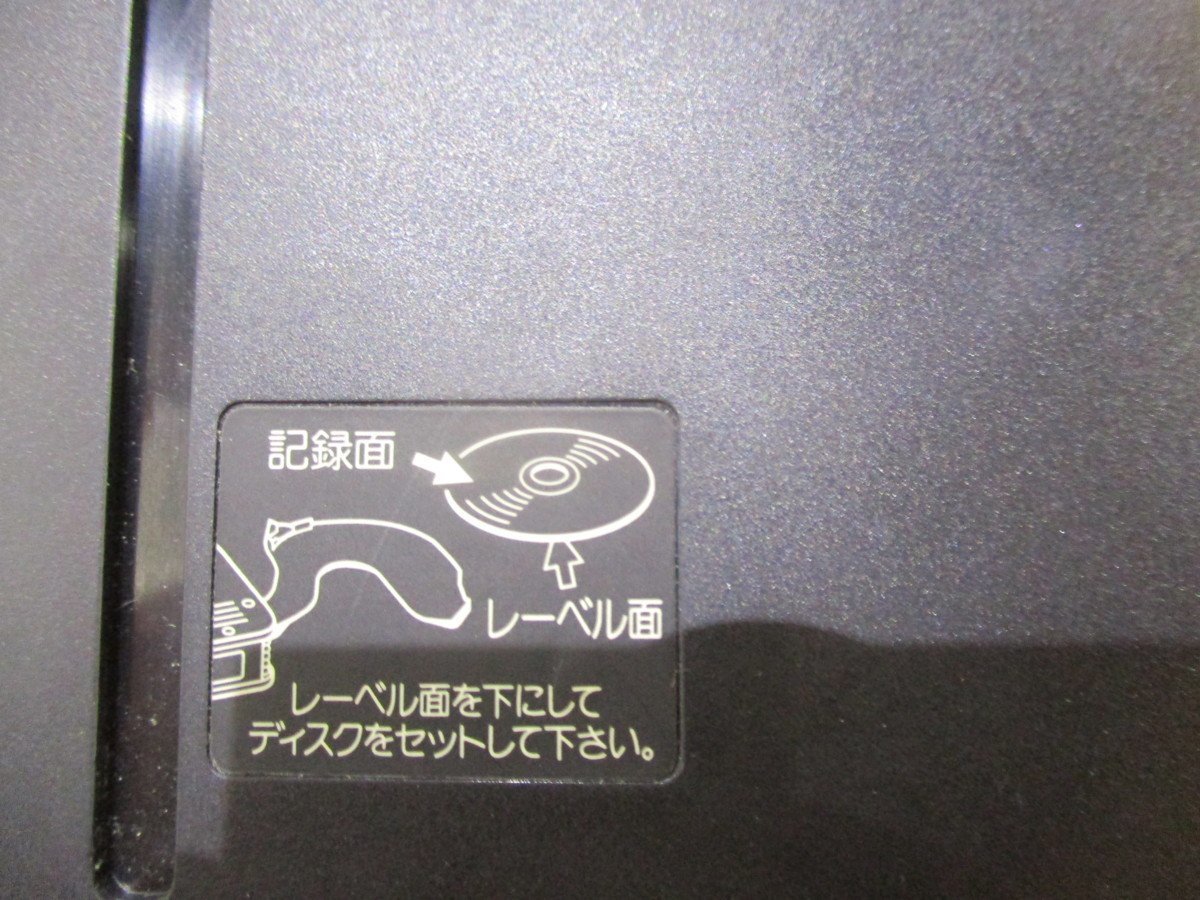 記録面
レーベル面
レーベル面を下にして
ディスクをセットして下さい。